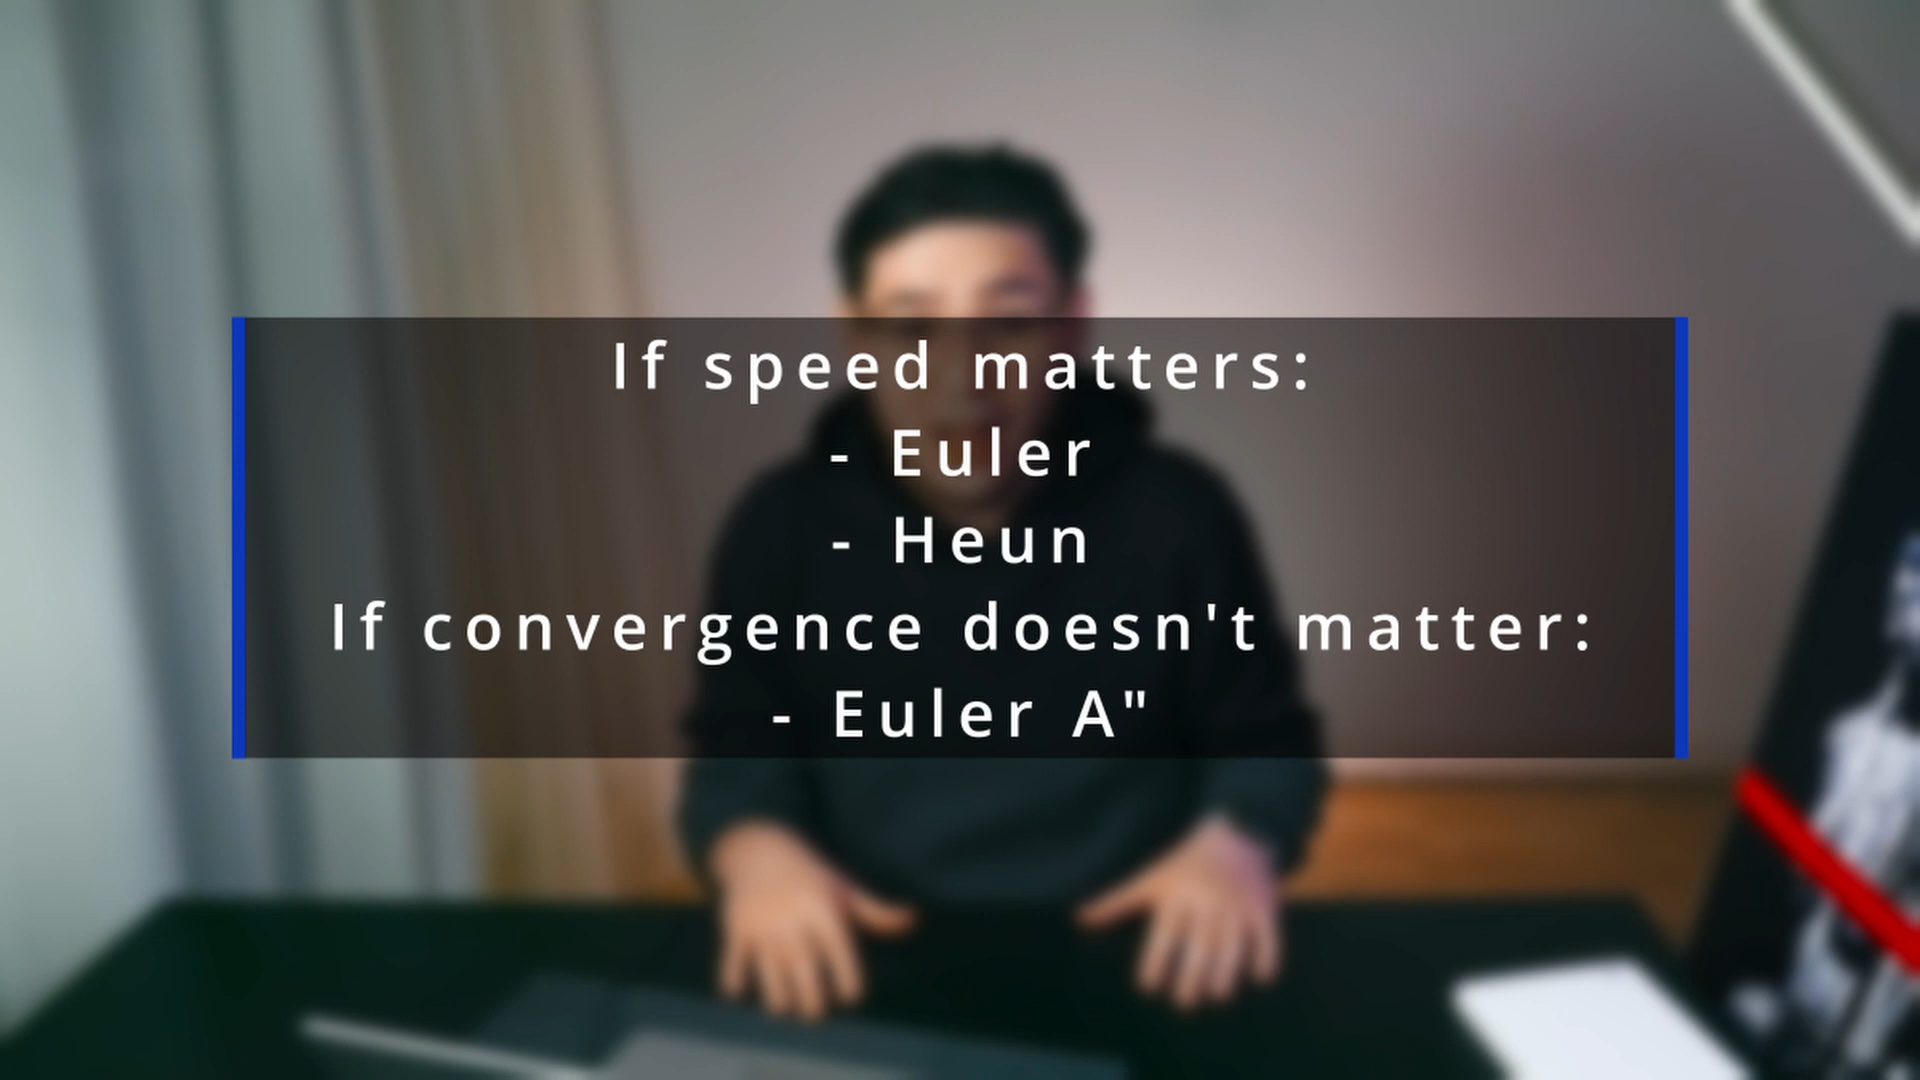 If speed matters:
- Euler
- Heun
If convergence doesn't matter:
- Euler A"